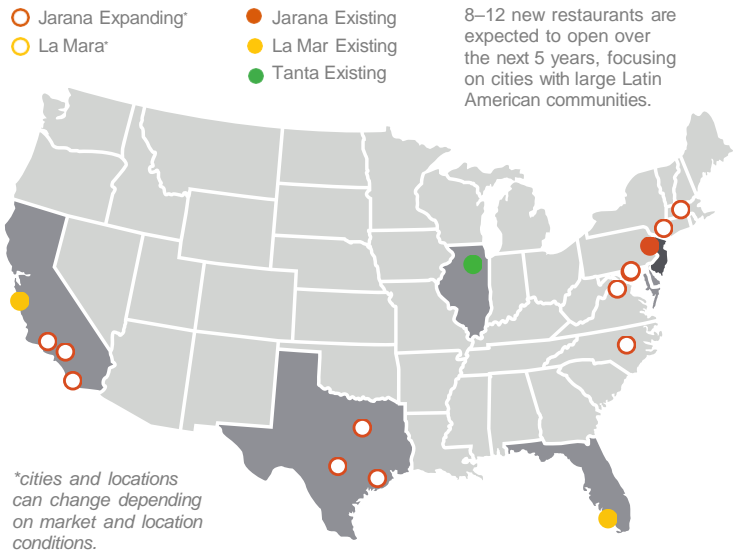 Jarana Expanding*
La Mara*
Jarana Existing
La Mar Existing
Tanta Existing
8–12 new restaurants are
expected to open over
the next 5 years, focusing
on cities with large Latin
American communities.
*cities and locations
can change depending
on market and location
conditions.